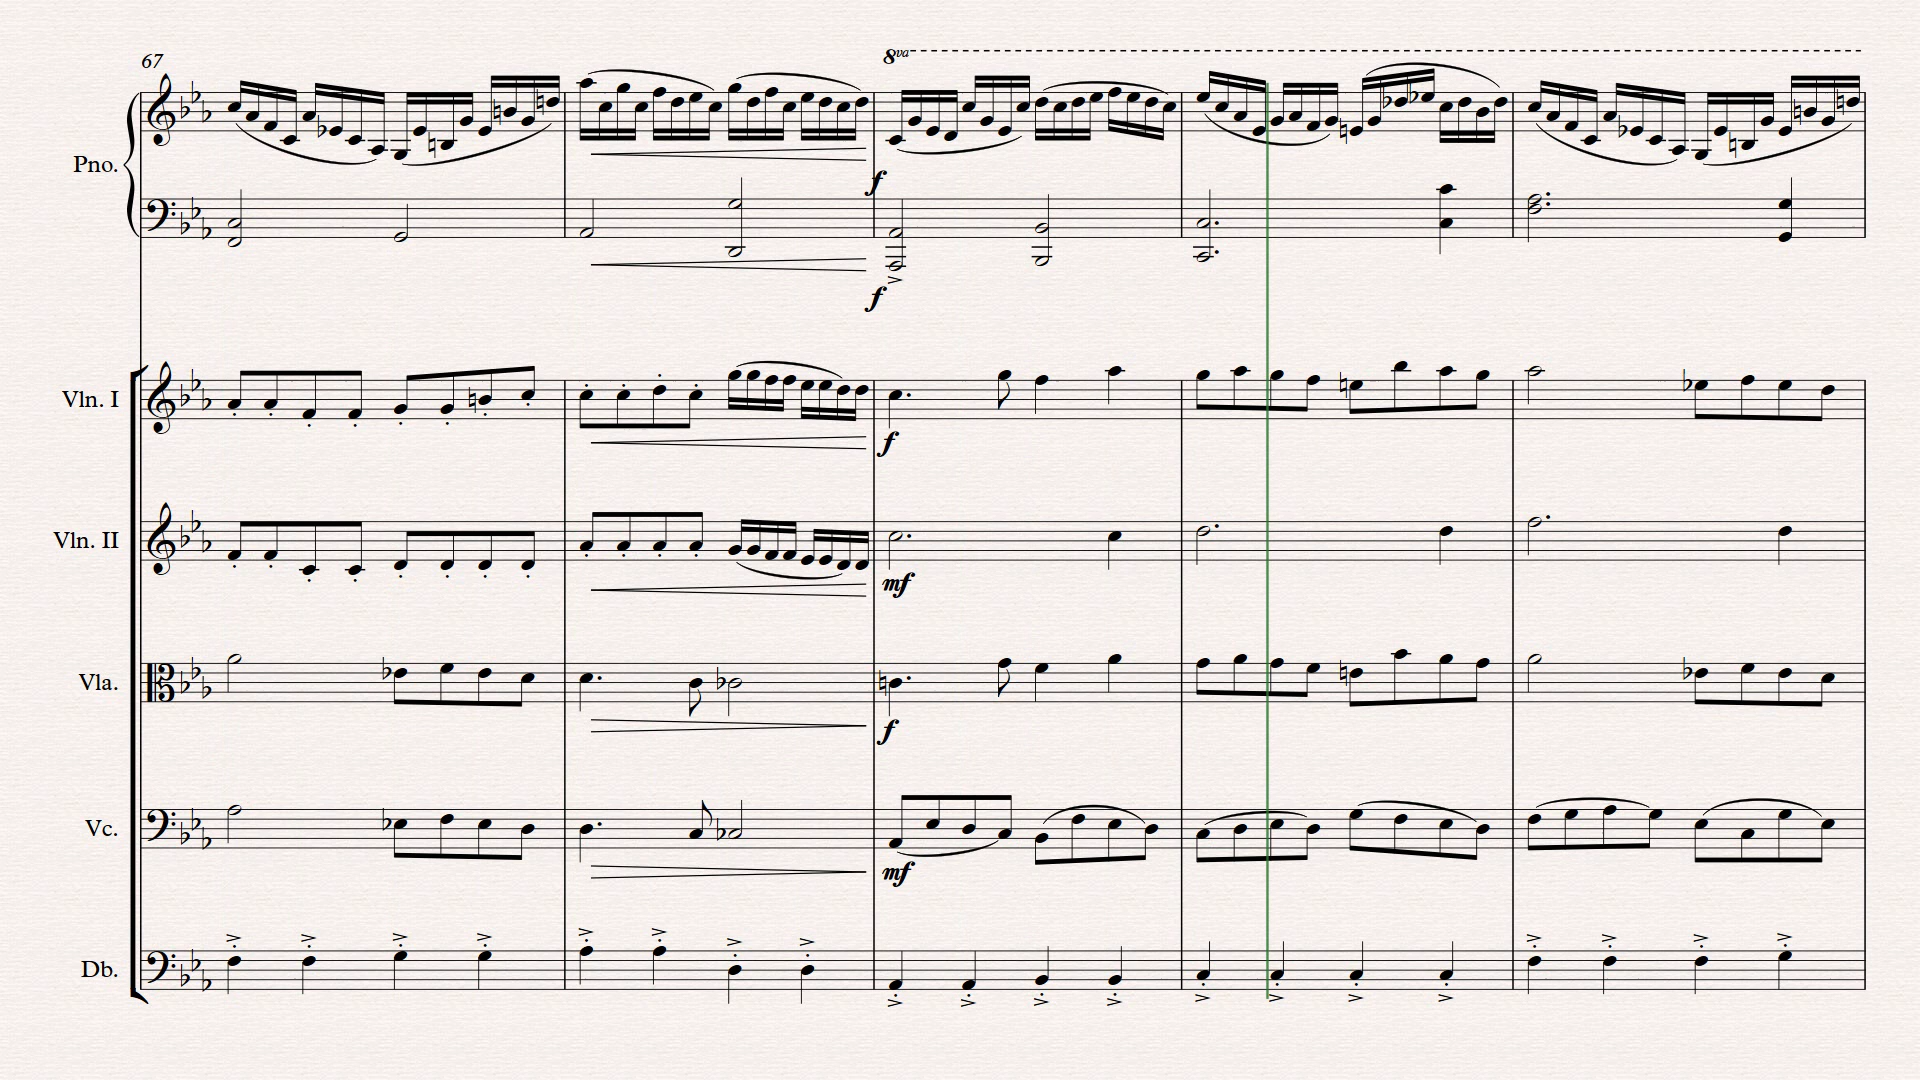 67
8va
Pno.
f
f
Vln. I
f
Vln. II
mf
Vla.
f
Vc.
mf
Db.